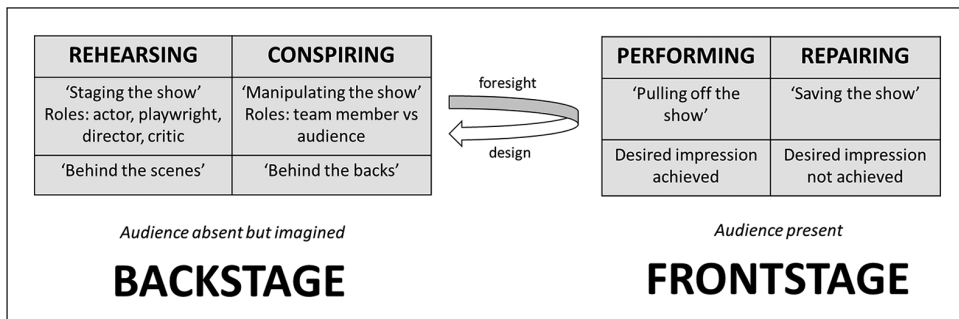 REHEARSING
CONSPIRING
‘Staging the show’
Roles: actor, playwright,
director, critic
‘Manipulating the show’
Roles: team member vs
audience
‘Behind the scenes’
‘Behind the backs’
Audience absent but imagined
BACKSTAGE
foresight
design
PERFORMING
REPAIRING
‘Pulling off the
show’
‘Saving the show’
Desired impression
achieved
Desired impression
not achieved
Audience present
FRONTSTAGE